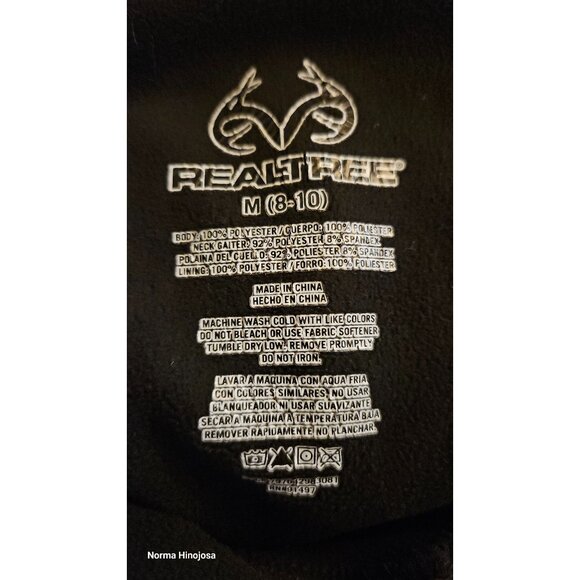 REALTREE®
M (8-10)
BODY: 100% POLYESTER / CUERPO: 100% POLIESTER
NECK GAITER: 92% POLYESTER 8% SPANDEX
POLAINA DEL CUELLO: 92% POLIESTER 8% SPANDEX
LINING: 100% POLYESTER / FORRO: 100% POLIESTER
MADE IN CHINA
HECHO EN CHINA
MACHINE WASH COLD WITH LIKE COLORS
DO NOT BLEACH OR USE FABRIC SOFTENER
TUMBLE DRY LOW. REMOVE PROMPTLY
DO NOT IRON.
LAVAR A MAQUINA CON AQUA FRIA
CON COLORES SIMILARES, NO USAR
BLANQUEADOR NI USAR SUAVIZANTE
SECAR A MAQUINA A TEMPERATURA BAJA
REMOVER RAPIDAMENTE NO PLANCHAR.
Norma Hinojosa